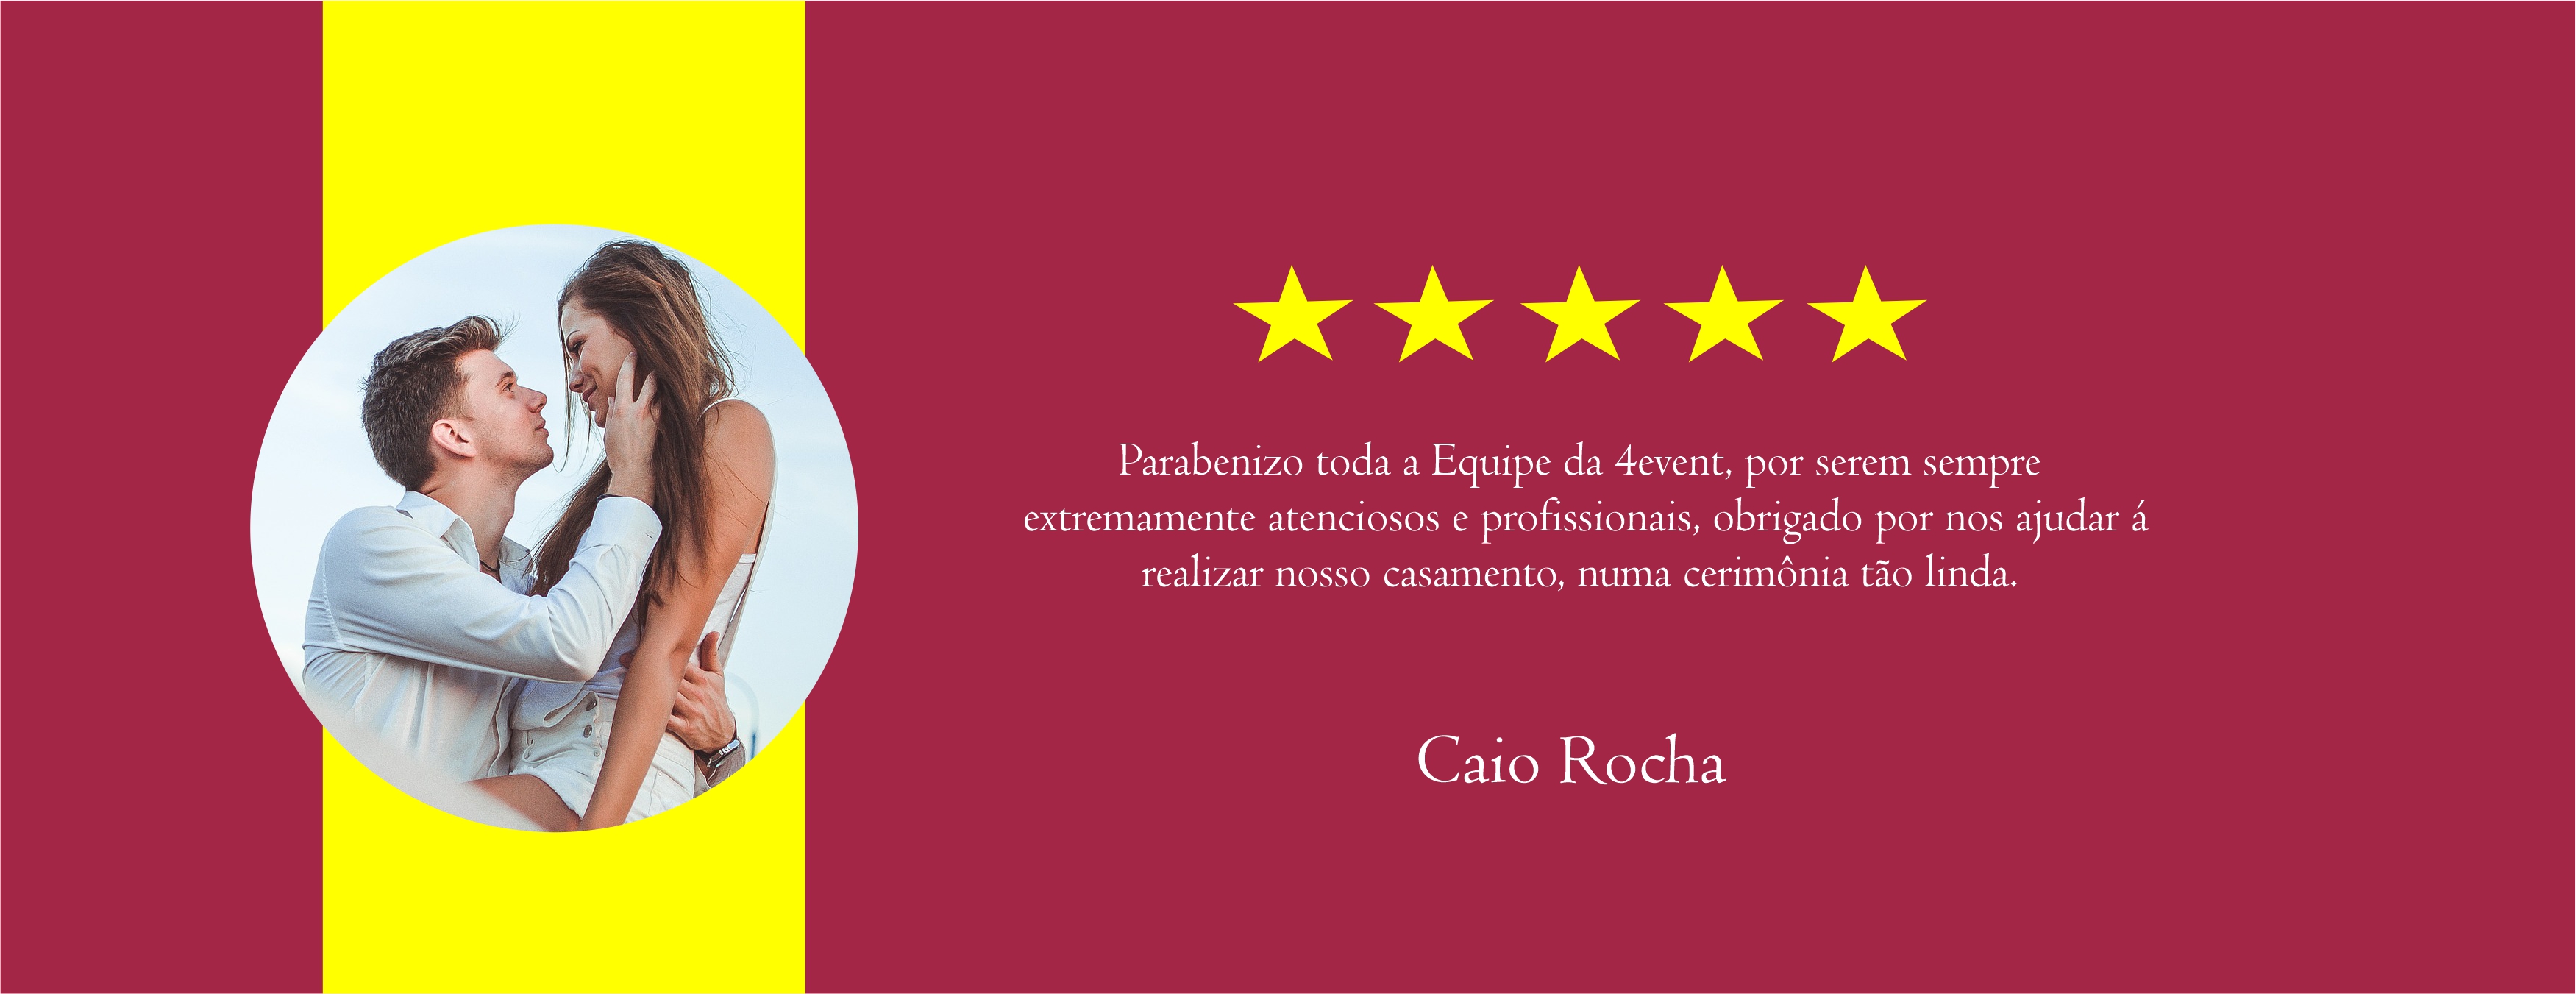 Parabenizo toda a Equipe da 4event, por serem sempre
extremamente atenciosos e profissionais, obrigado por nos ajudar á
realizar nosso casamento, numa cerimônia tão linda.
Caio Rocha